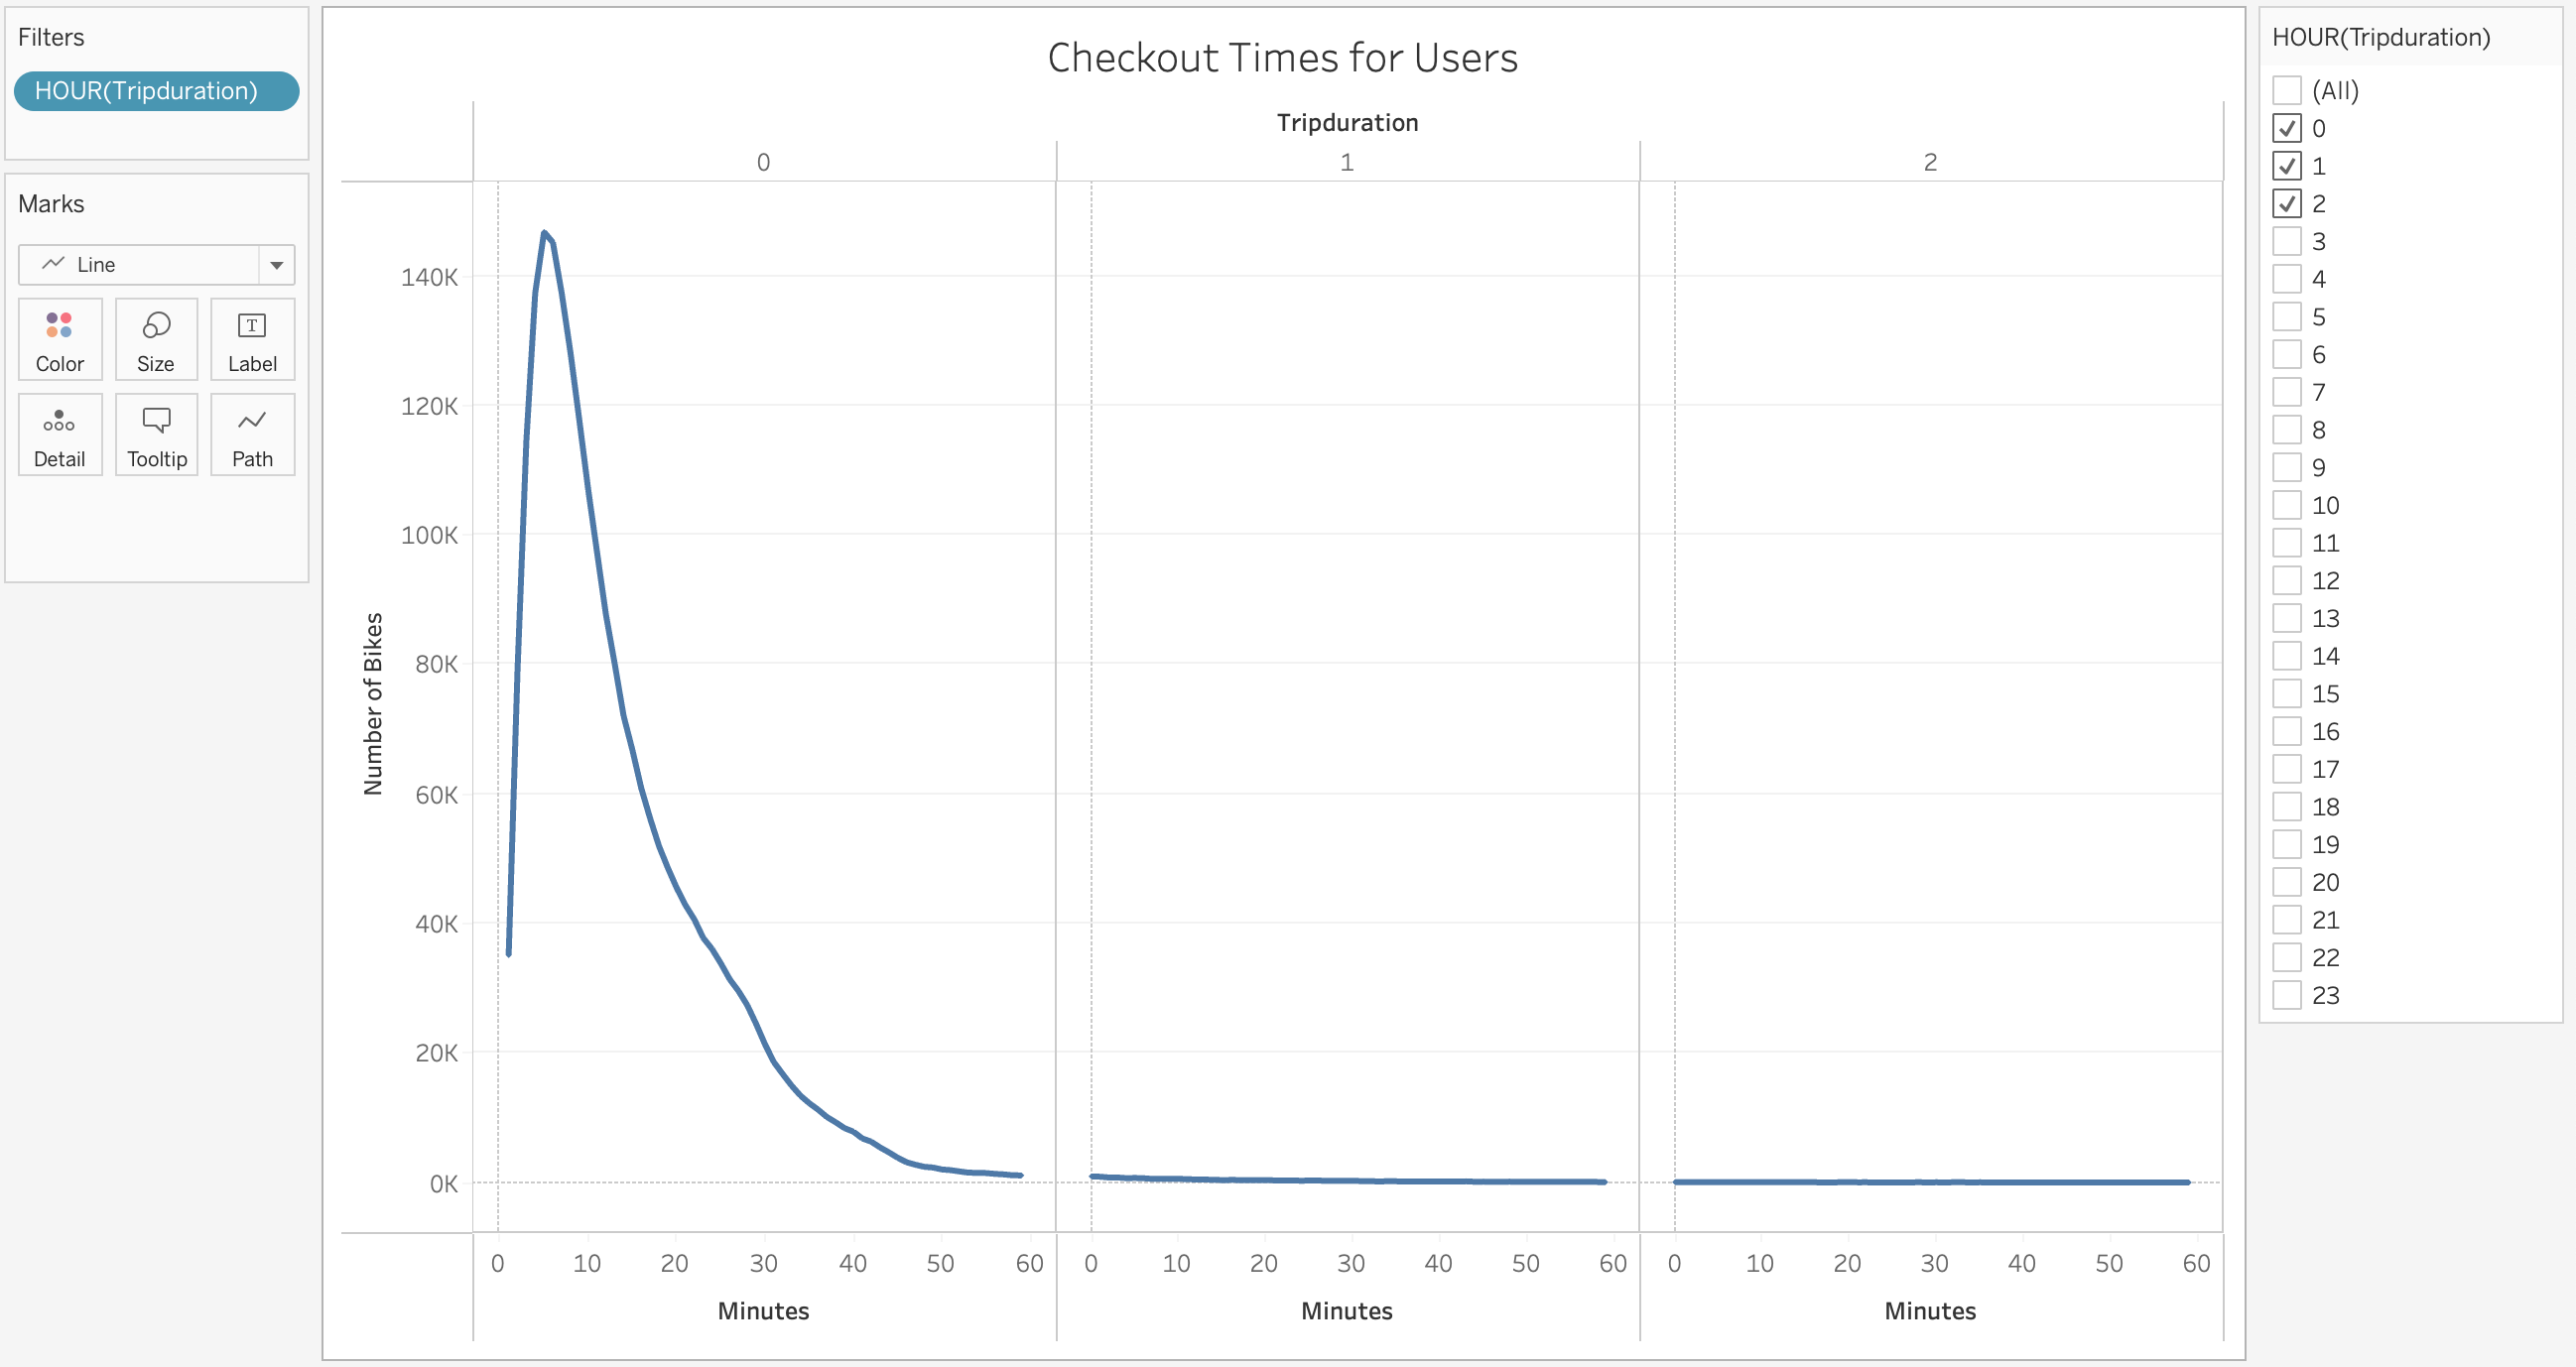 Filters
HOUR(Tripduration)
Marks
Line
Color Size Label
Detail Tooltip Path
Checkout Times for Users
Tripduration
0 1 2
Number of Bikes
140K
120K
100K
80K
60K
40K
20K
0K
0 10 20 30 40 50 60 0 10 20 30 40 50 60 0 10 20 30 40 50 60
Minutes Minutes Minutes
HOUR(Tripduration)
(All)
0
1
2
3
4
5
6
7
8
9
10
11
12
13
14
15
16
17
18
19
20
21
22
23